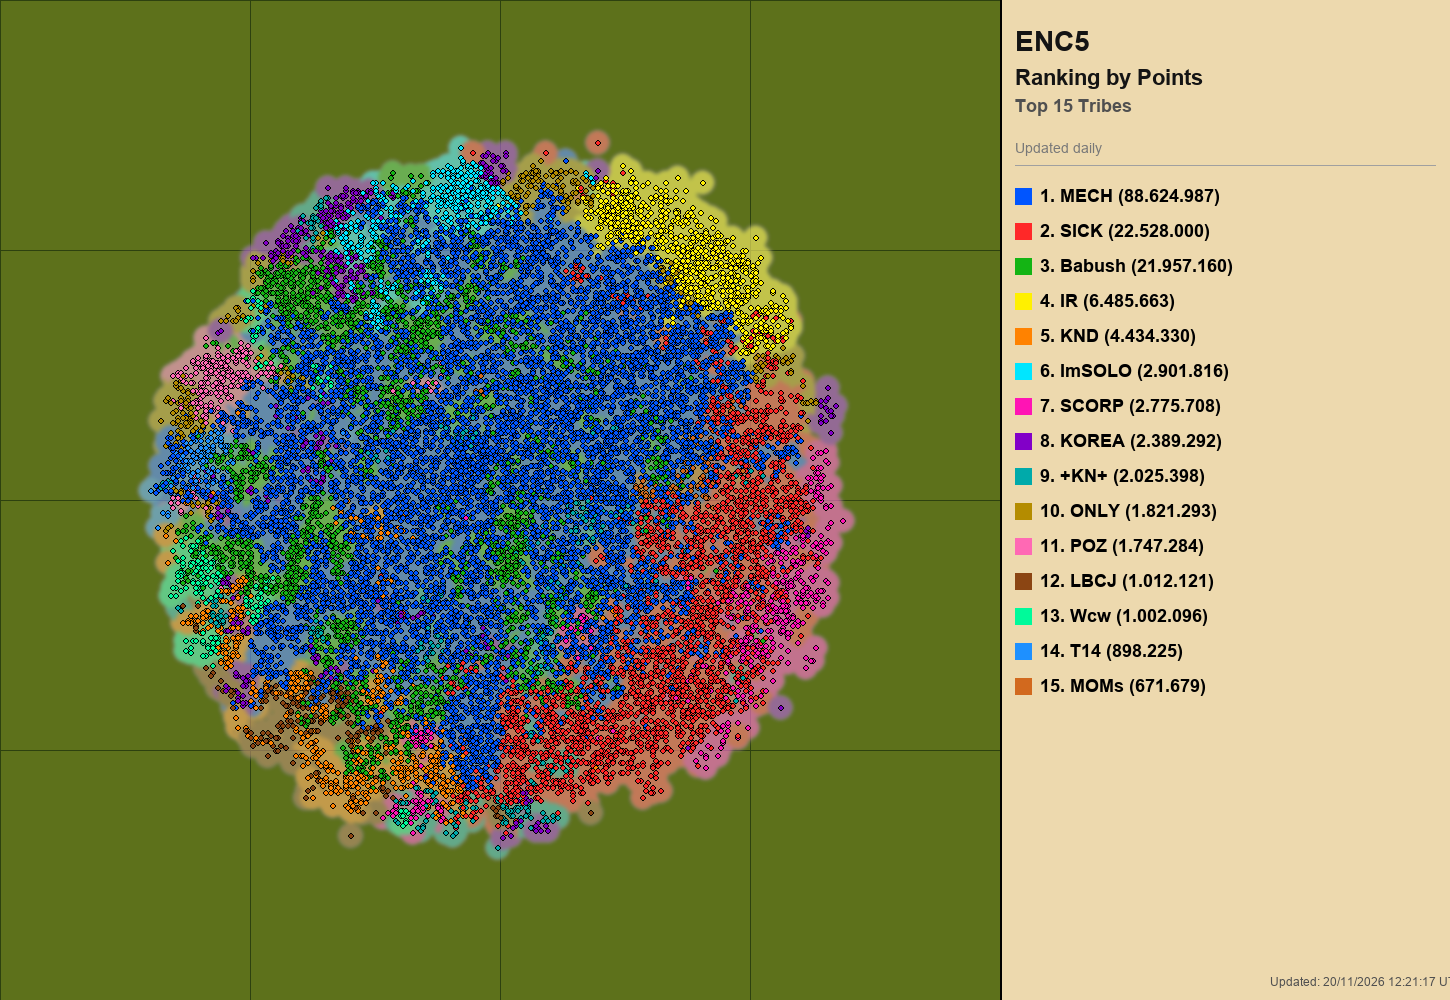 ENC5
Ranking by Points
Top 15 Tribes
Updated daily
1. MECH (88.624.987)
2. SICK (22.528.000)
3. Babush (21.957.160)
4. IR (6.485.663)
5. KND (4.434.330)
6. ImSOLO (2.901.816)
7. SCORP (2.775.708)
8. KOREA (2.389.292)
9. +KN+ (2.025.398)
10. ONLY (1.821.293)
11. POZ (1.747.284)
12. LBCJ (1.012.121)
13. Wcw (1.002.096)
14. T14 (898.225)
15. MOMs (671.679)
Updated: 20/11/2026 12:21:17